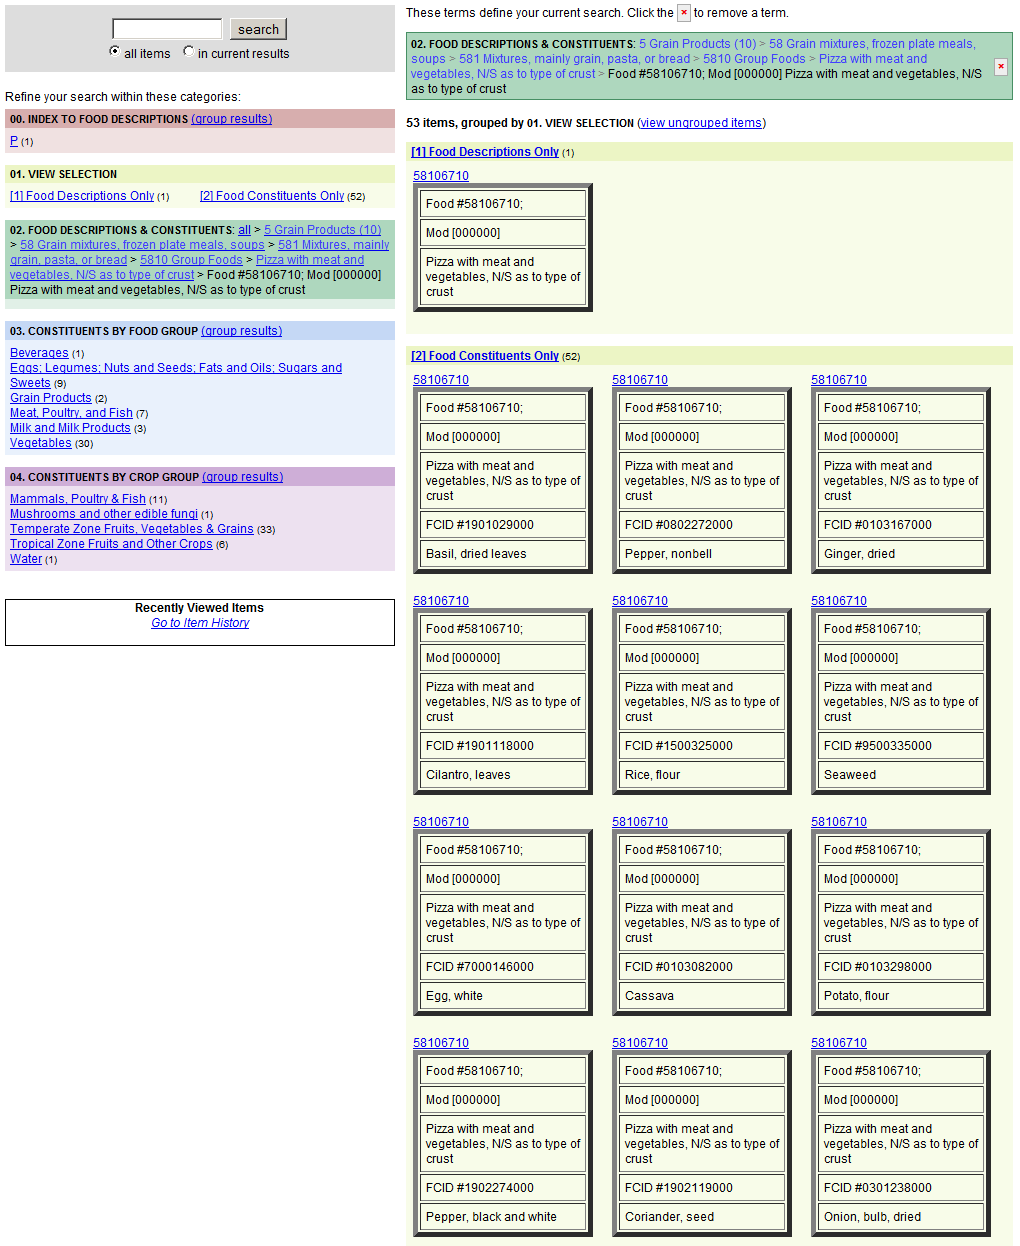 search
all items in current results
Refine your search within these categories:
00. INDEX TO FOOD DESCRIPTIONS (group results)
P (1)
01. VIEW SELECTION
[1] Food Descriptions Only (1) [2] Food Constituents Only (52)
02. FOOD DESCRIPTIONS & CONSTITUENTS: all > 5 Grain Products (10)
> 58 Grain mixtures, frozen plate meals, soups > 581 Mixtures, mainly
grain, pasta, or bread > 5810 Group Foods > Pizza with meat and
vegetables, N/S as to type of crust > Food #58106710; Mod [000000]
Pizza with meat and vegetables, N/S as to type of crust
03. CONSTITUENTS BY FOOD GROUP (group results)
Beverages (1)
Eggs; Legumes; Nuts and Seeds; Fats and Oils; Sugars and
Sweets (9)
Grain Products (2)
Meat, Poultry, and Fish (7)
Milk and Milk Products (3)
Vegetables (30)
04. CONSTITUENTS BY CROP GROUP (group results)
Mammals, Poultry & Fish (11)
Mushrooms and other edible fungi (1)
Temperate Zone Fruits, Vegetables & Grains (33)
Tropical Zone Fruits and Other Crops (6)
Water (1)
Recently Viewed Items
Go to Item History
These terms define your current search. Click the × to remove a term.
02. FOOD DESCRIPTIONS & CONSTITUENTS: 5 Grain Products (10) > 58 Grain mixtures, frozen plate meals,
soups > 581 Mixtures, mainly grain, pasta, or bread > 5810 Group Foods > Pizza with meat and
vegetables, N/S as to type of crust > Food #58106710; Mod [000000] Pizza with meat and vegetables, N/S
as to type of crust
×
53 items, grouped by 01. VIEW SELECTION (view ungrouped items)
[1] Food Descriptions Only (1)
58106710
Food #58106710;
Mod [000000]
Pizza with meat and
vegetables, N/S as to type of
crust
[2] Food Constituents Only (52)
58106710 58106710 58106710
Food #58106710; Food #58106710; Food #58106710;
Mod [000000] Mod [000000] Mod [000000]
Pizza with meat and Pizza with meat and Pizza with meat and
vegetables, N/S as to type of vegetables, N/S as to type of vegetables, N/S as to type of
crust crust crust
FCID #1901029000 FCID #0802272000 FCID #0103167000
Basil, dried leaves Pepper, nonbell Ginger, dried
58106710 58106710 58106710
Food #58106710; Food #58106710; Food #58106710;
Mod [000000] Mod [000000] Mod [000000]
Pizza with meat and Pizza with meat and Pizza with meat and
vegetables, N/S as to type of vegetables, N/S as to type of vegetables, N/S as to type of
crust crust crust
FCID #1901118000 FCID #1500325000 FCID #9500335000
Cilantro, leaves Rice, flour Seaweed
58106710 58106710 58106710
Food #58106710; Food #58106710; Food #58106710;
Mod [000000] Mod [000000] Mod [000000]
Pizza with meat and Pizza with meat and Pizza with meat and
vegetables, N/S as to type of vegetables, N/S as to type of vegetables, N/S as to type of
crust crust crust
FCID #7000146000 FCID #0103082000 FCID #0103298000
Egg, white Cassava Potato, flour
58106710 58106710 58106710
Food #58106710; Food #58106710; Food #58106710;
Mod [000000] Mod [000000] Mod [000000]
Pizza with meat and Pizza with meat and Pizza with meat and
vegetables, N/S as to type of vegetables, N/S as to type of vegetables, N/S as to type of
crust crust crust
FCID #1902274000 FCID #1902119000 FCID #0301238000
Pepper, black and white Coriander, seed Onion, bulb, dried